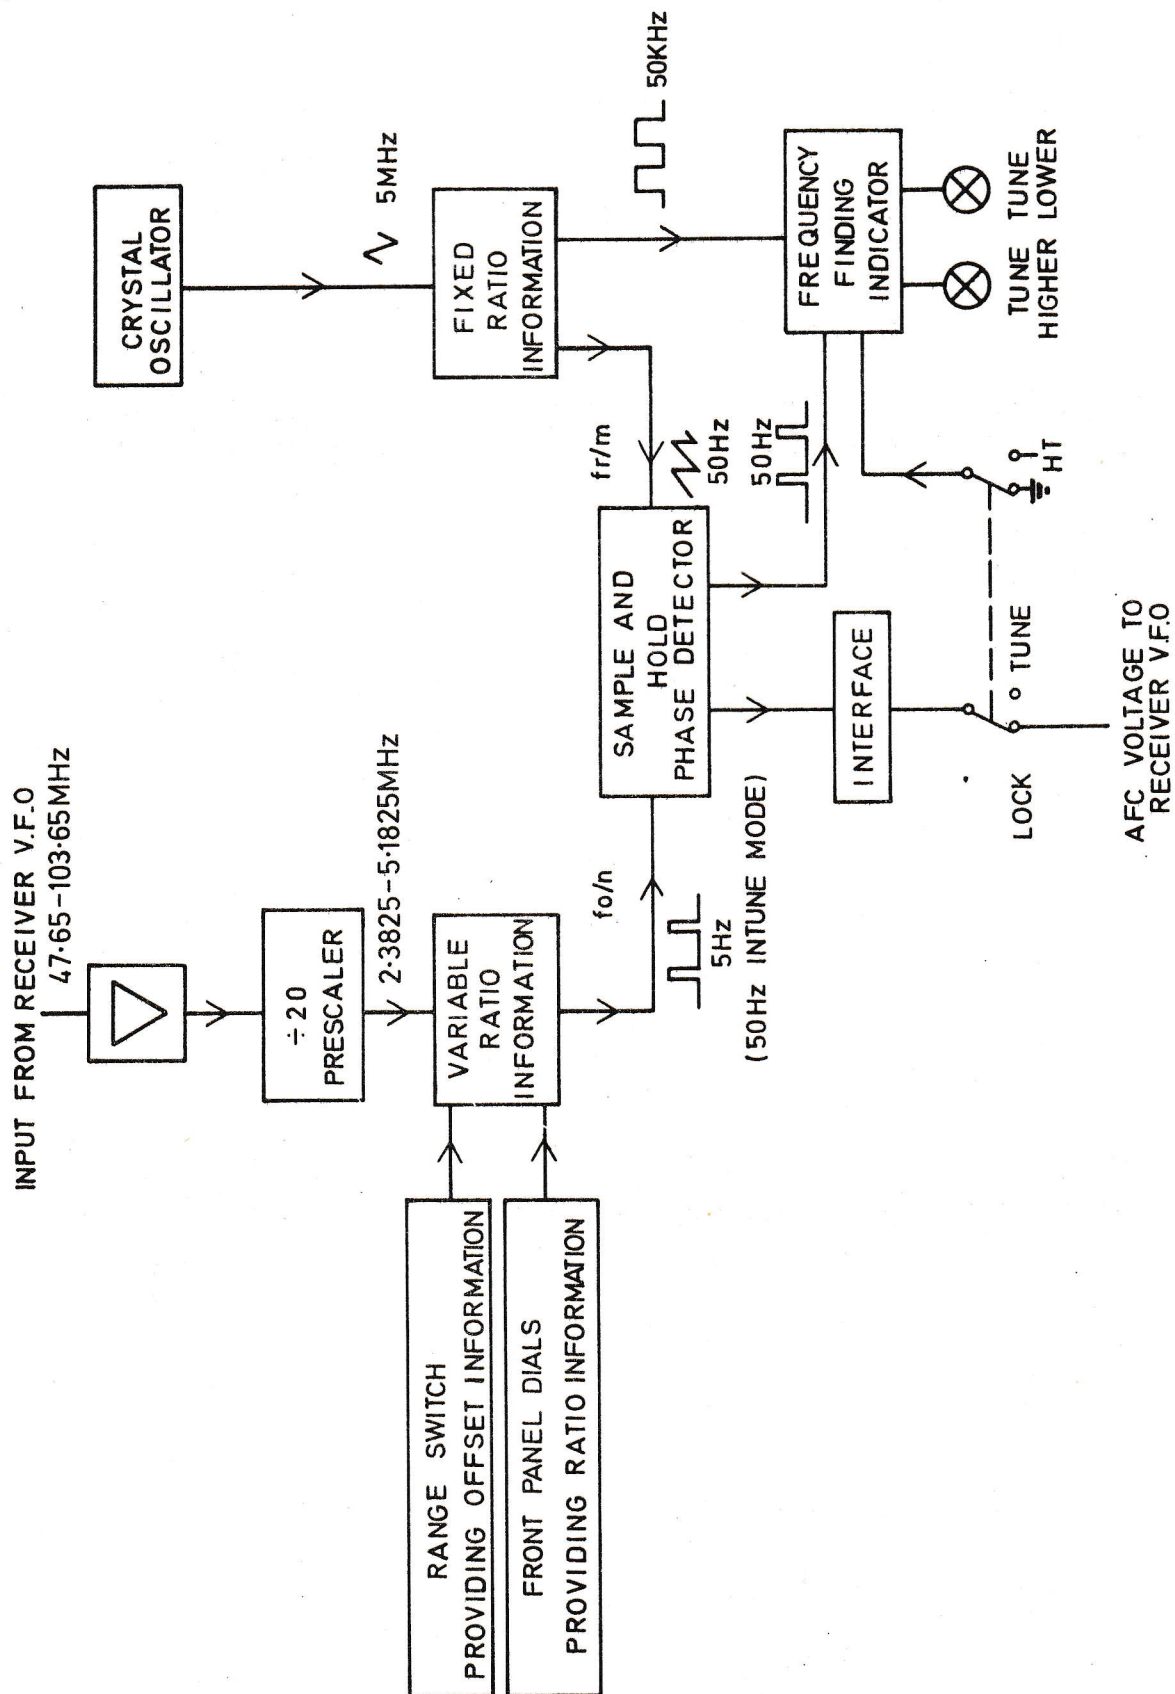 INPUT FROM RECEIVER V.F.O
47·65-103·65MHz
÷20
PRESCALER
2·3825-5·1825MHz
RANGE SWITCH
PROVIDING OFFSET INFORMATION
FRONT PANEL DIALS
PROVIDING RATIO INFORMATION
VARIABLE
RATIO
INFORMATION
fo/n
5Hz
(50Hz INTUNE MODE)
CRYSTAL
OSCILLATOR
5MHz
FIXED
RATIO
INFORMATION
fr/m
50Hz
50KHz
SAMPLE AND
HOLD
PHASE DETECTOR
50Hz
FREQUENCY
FINDING
INDICATOR
TUNE TUNE
HIGHER LOWER
INTERFACE
LOCK
TUNE
HT
AFC VOLTAGE TO
RECEIVER V.F.O